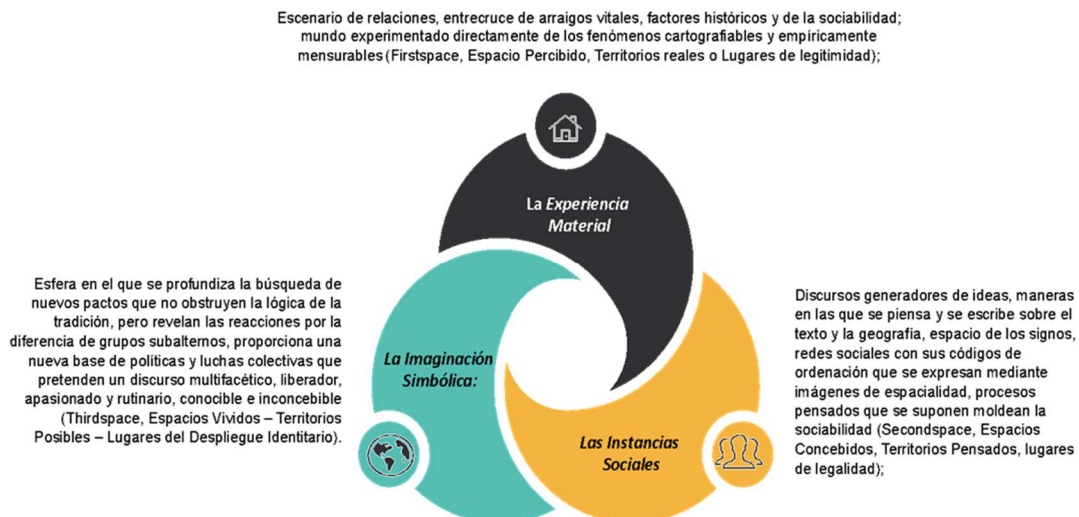 Escenario de relaciones, entrecruce de arraigos vitales, factores históricos y de la sociabilidad;
mundo experimentado directamente de los fenómenos cartografiables y empíricamente
mensurables (Firstspace, Espacio Percibido, Territorios reales o Lugares de legitimidad);
La Experiencia
Material
Esfera en el que se profundiza la búsqueda de
nuevos pactos que no obstruyen la lógica de la
tradición, pero revelan las reacciones por la
diferencia de grupos subalternos, proporciona una
nueva base de politicas y luchas colectivas que
pretenden un discurso multifacético, liberador,
apasionado y rutinario, conocible e inconcebible
(Thirdspace, Espacios Vividos – Territorios
Posibles – Lugares del Despliegue Identitario).
La Imaginación
Simbólica:
Las Instancias
Sociales
Discursos generadores de ideas, maneras
en las que se piensa y se escribe sobre el
texto y la geografía, espacio de los signos,
redes sociales con sus códigos de
ordenación que se expresan mediante
imágenes de espacialidad, procesos
pensados que se suponen moldean la
sociabilidad (Secondspace, Espacios
Concebidos, Territorios Pensados, lugares
de legalidad);